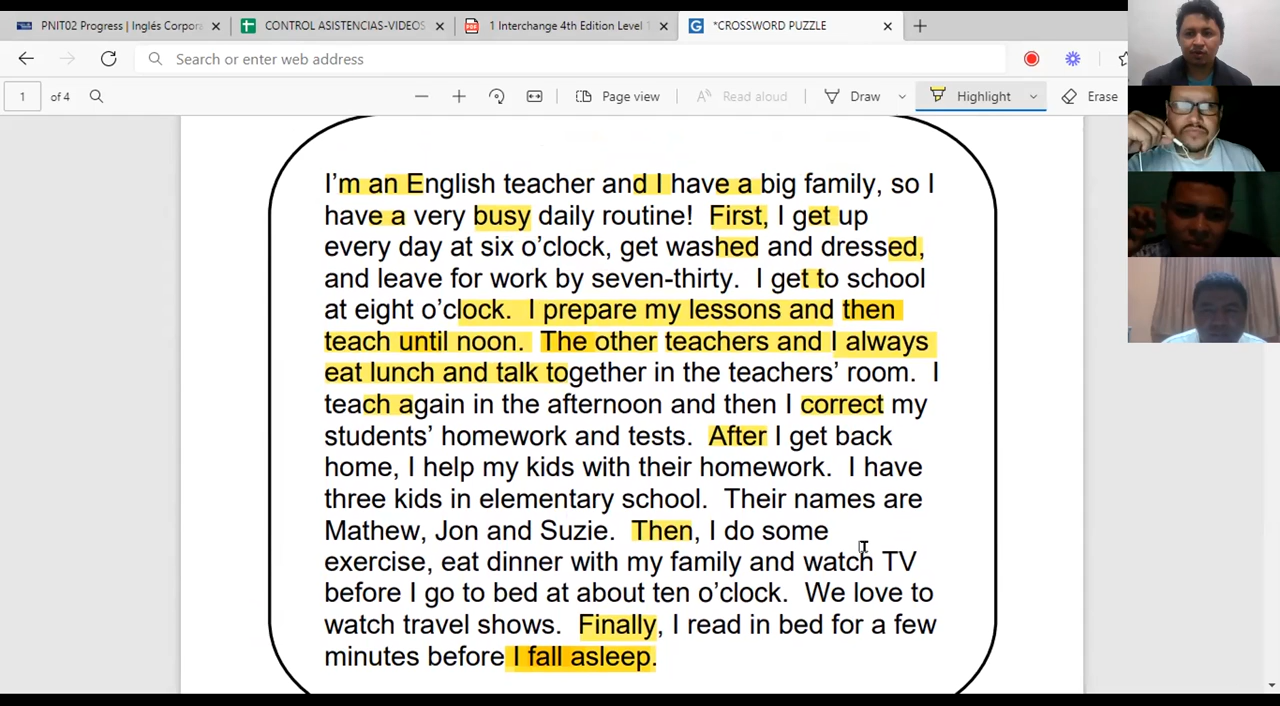 PNIT02 Progress | Inglés Corpora
CONTROL ASISTENCIAS-VIDEOS
1 Interchange 4th Edition Level 1
*CROSSWORD PUZZLE
Search or enter web address
1 of 4
Page view
Read aloud
Draw
Highlight
Erase
I'm an English teacher and I have a big family, so I
have a very busy daily routine! First, I get up
every day at six o'clock, get washed and dressed,
and leave for work by seven-thirty. I get to school
at eight o'clock. I prepare my lessons and then
teach until noon. The other teachers and I always
eat lunch and talk together in the teachers' room. I
teach again in the afternoon and then I correct my
students' homework and tests. After I get back
home, I help my kids with their homework. I have
three kids in elementary school. Their names are
Mathew, Jon and Suzie. Then, I do some
exercise, eat dinner with my family and watch TV
before I go to bed at about ten o'clock. We love to
watch travel shows. Finally, I read in bed for a few
minutes before I fall asleep.